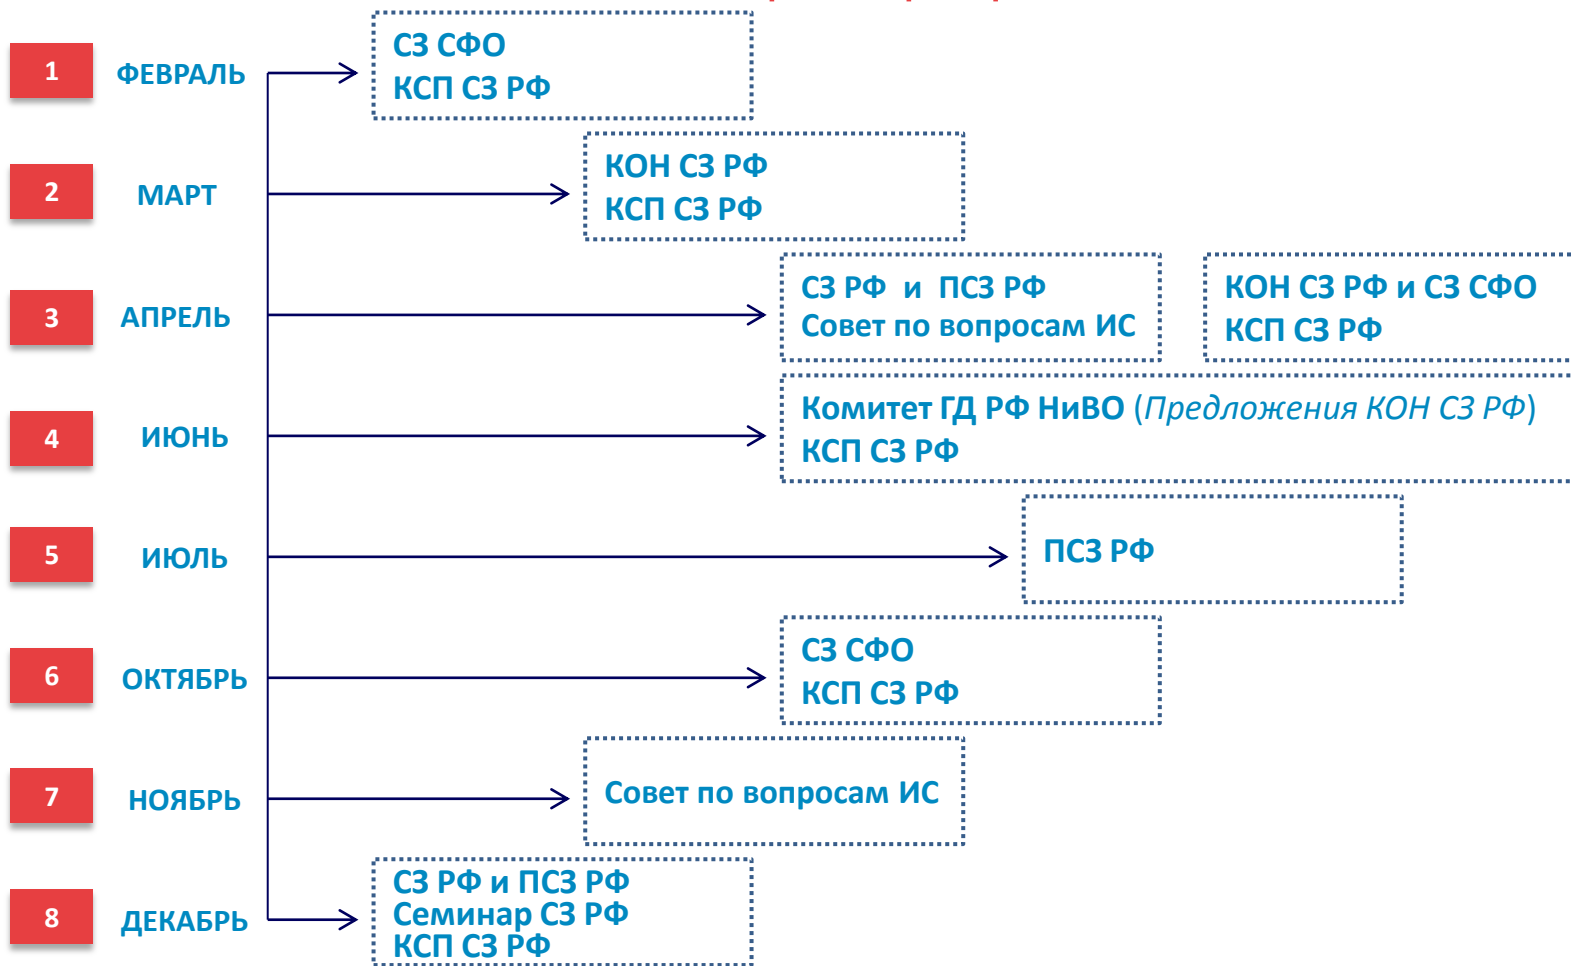 1
ФЕВРАЛЬ
СЗ СФО
КСП СЗ РФ
2
МАРТ
КОН СЗ РФ
КСП СЗ РФ
3
АПРЕЛЬ
СЗ РФ и ПСЗ РФ
Совет по вопросам ИС
КОН СЗ РФ и СЗ СФО
КСП СЗ РФ
4
ИЮНЬ
Комитет ГД РФ НиВО (Предложения КОН СЗ РФ)
КСП СЗ РФ
5
ИЮЛЬ
ПСЗ РФ
6
ОКТЯБРЬ
СЗ СФО
КСП СЗ РФ
7
НОЯБРЬ
Совет по вопросам ИС
8
ДЕКАБРЬ
СЗ РФ и ПСЗ РФ
Семинар СЗ РФ
КСП СЗ РФ